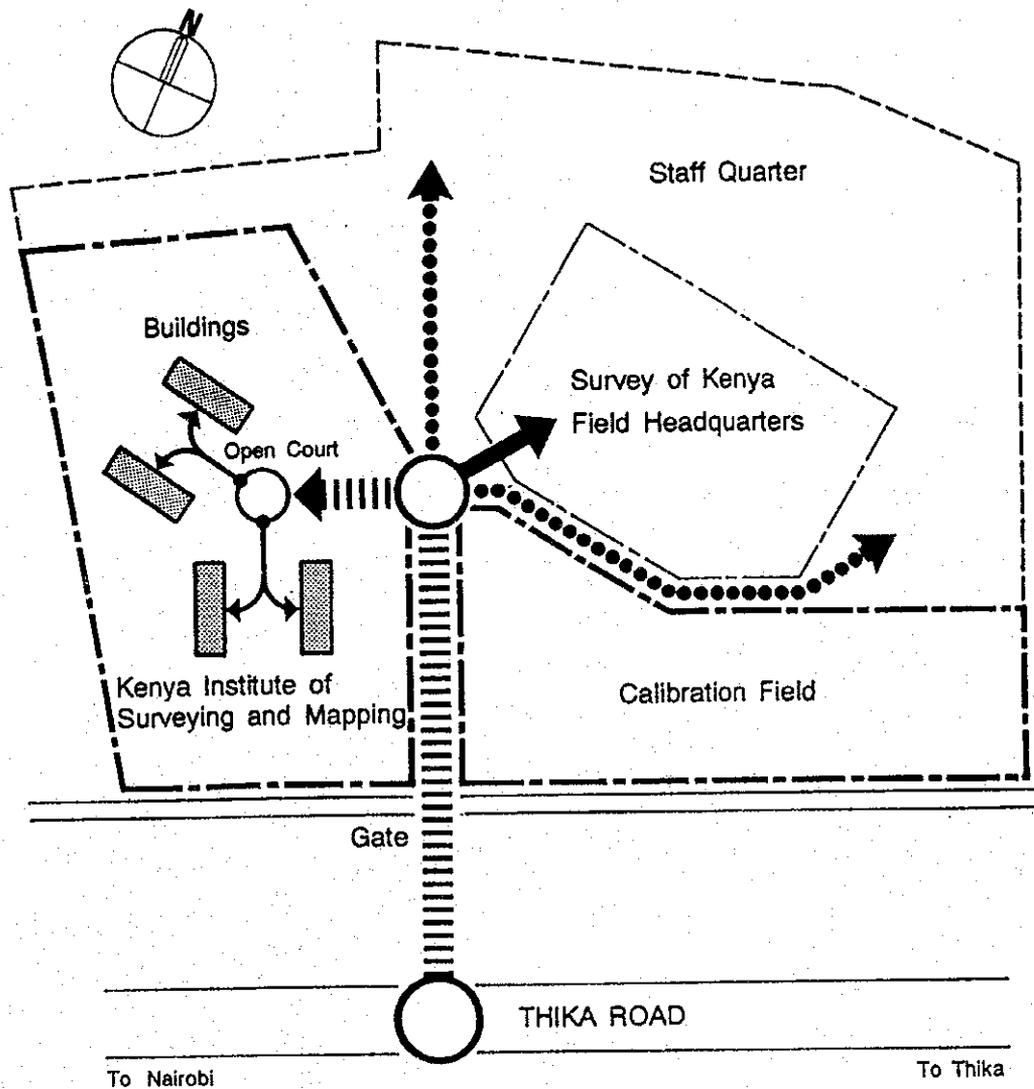 N
Staff Quarter
Buildings
Survey of Kenya
Field Headquarters
Open Court
Kenya Institute of
Surveying and Mapping
Calibration Field
Gate
THIKA ROAD
To Nairobi
To Thika